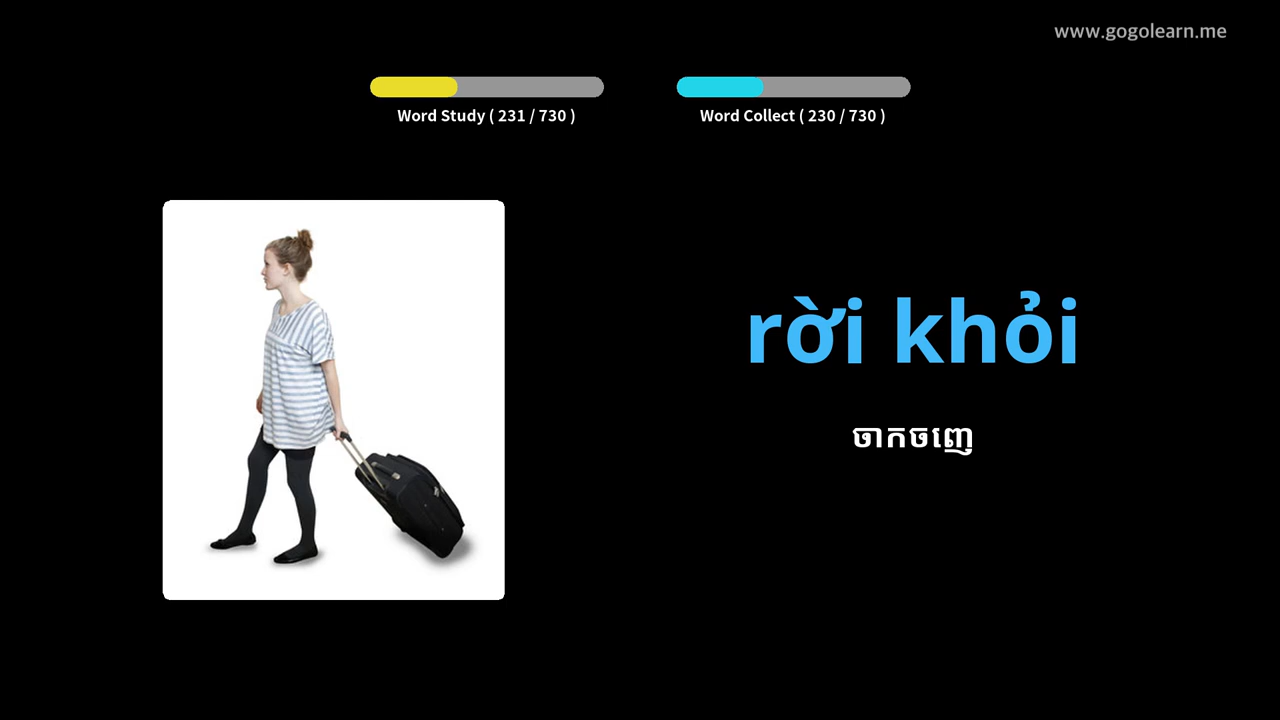 www.gogolearn.me
Word Study ( 231 / 730 )
Word Collect ( 230 / 730 )
rời khỏi
ចាកចញេ